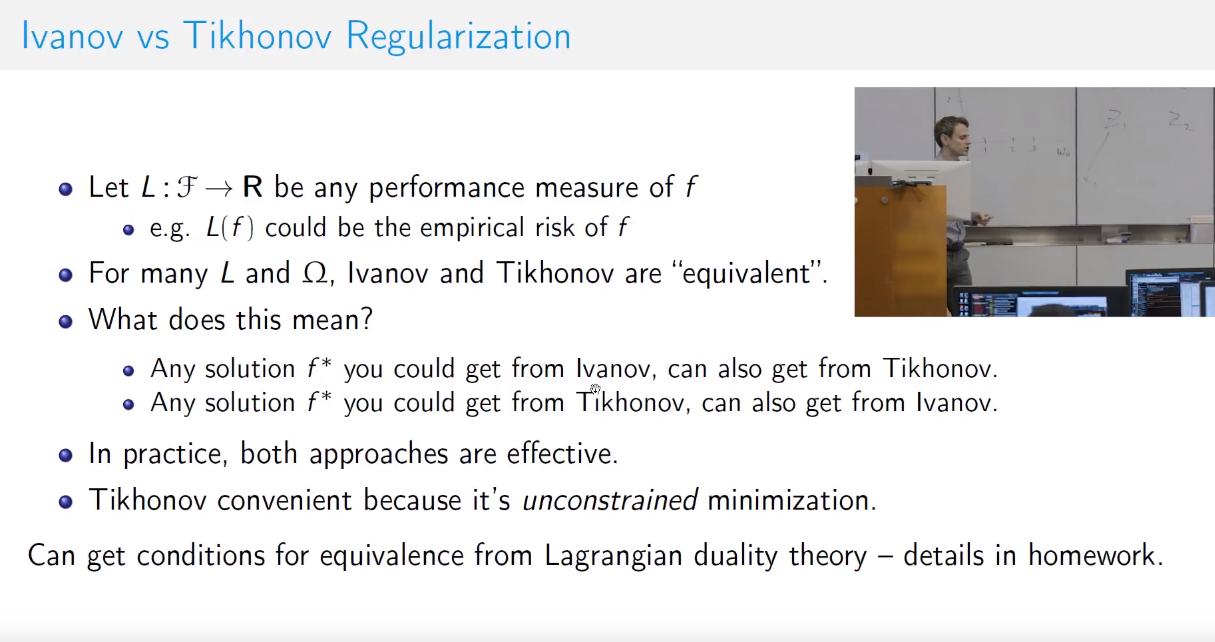 Ivanov vs Tikhonov Regularization
Let L : ℱ → R be any performance measure of f
e.g. L(f) could be the empirical risk of f
For many L and Ω, Ivanov and Tikhonov are “equivalent”.
What does this mean?
Any solution f* you could get from Ivanov, can also get from Tikhonov.
Any solution f* you could get from Tikhonov, can also get from Ivanov.
In practice, both approaches are effective.
Tikhonov convenient because it's unconstrained minimization.
Can get conditions for equivalence from Lagrangian duality theory – details in homework.